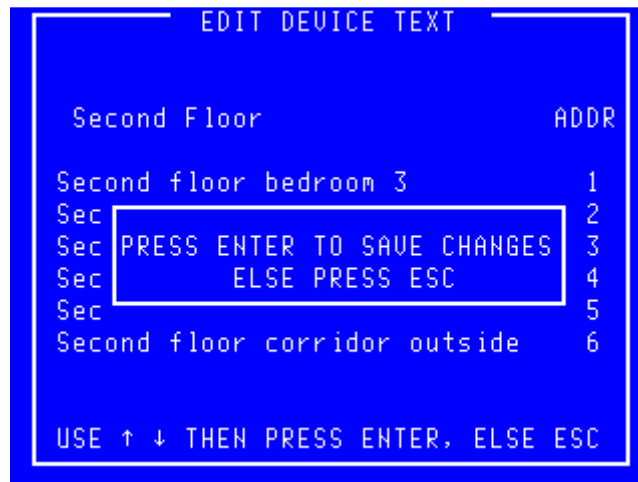 EDIT DEVICE TEXT
Second Floor ADDR
Second floor bedroom 3 1
Sec 2
Sec PRESS ENTER TO SAVE CHANGES 3
Sec ELSE PRESS ESC 4
Sec 5
Second floor corridor outside 6
USE ↑ ↓ THEN PRESS ENTER, ELSE ESC